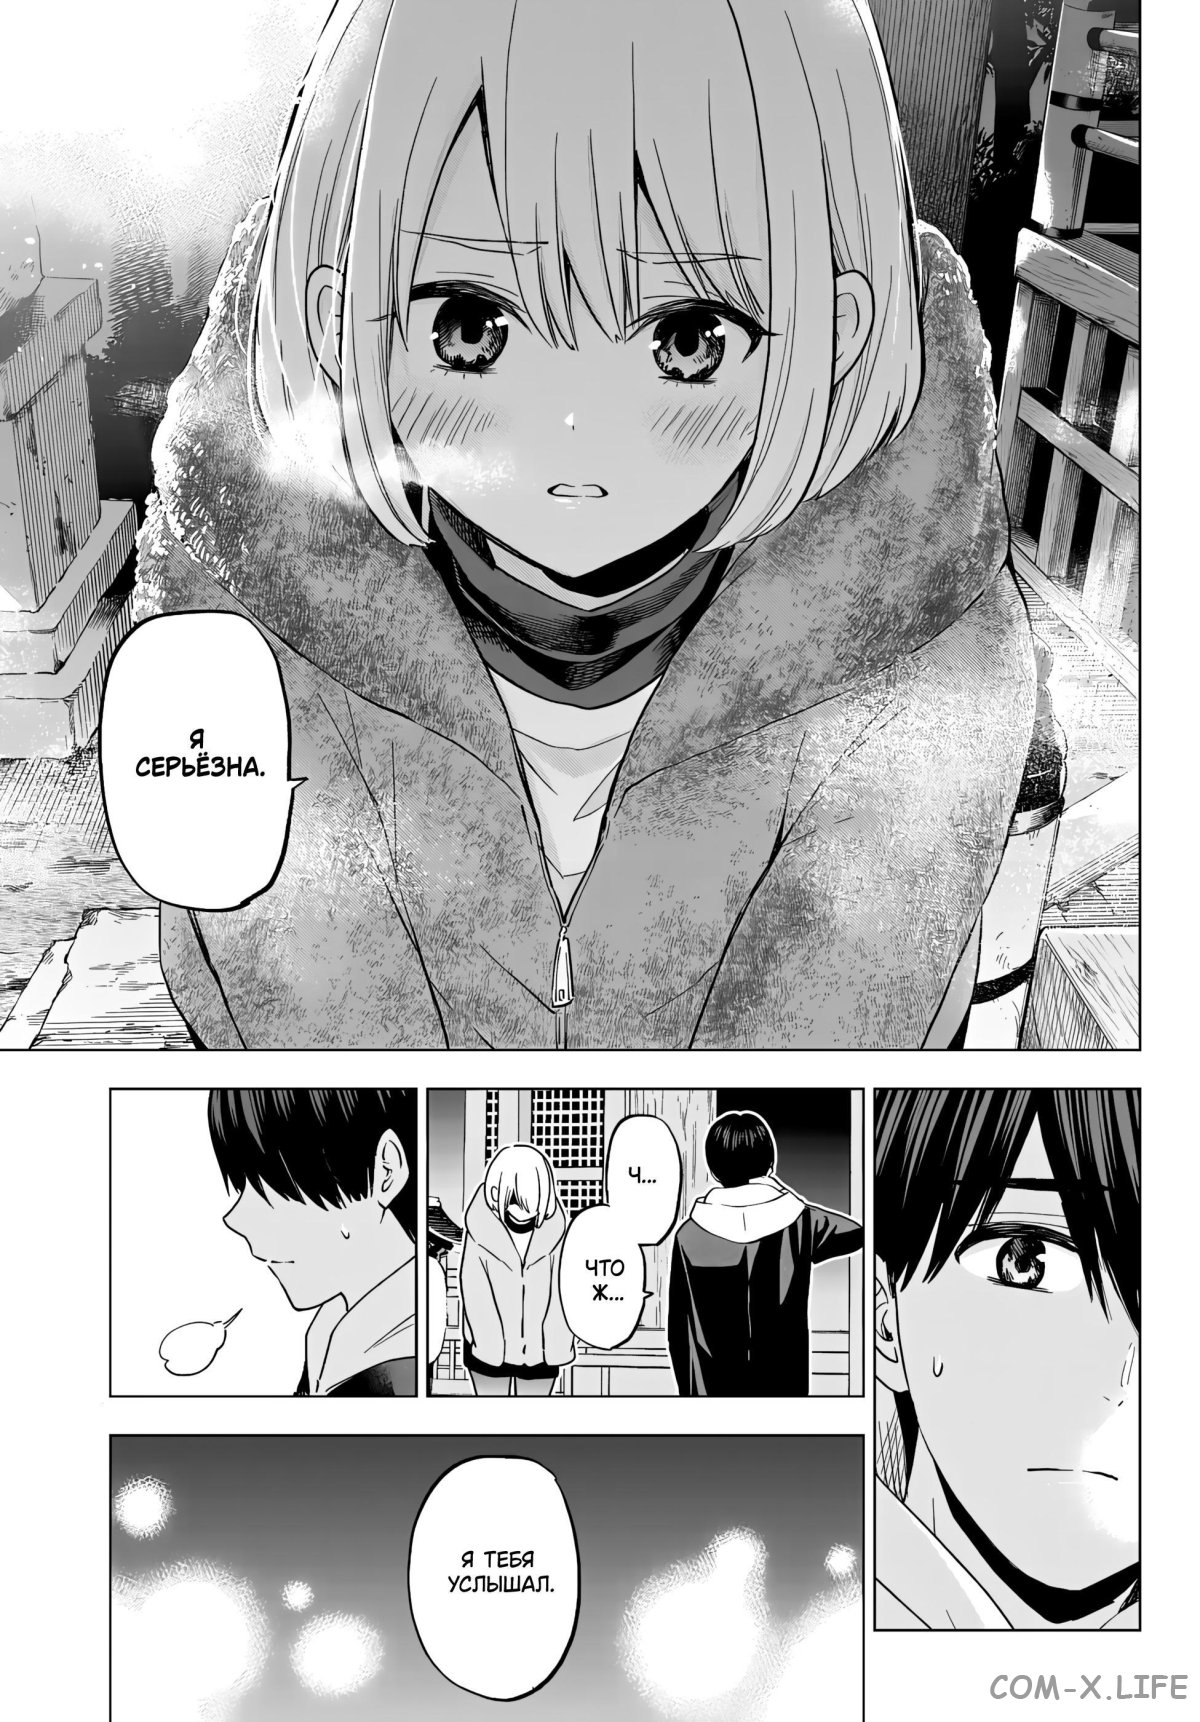 Я
СЕРЬЁЗНА.
Ч...
ЧТО
Ж...
Я ТЕБЯ
УСЛЫШАЛ.
COM-X.LIFE